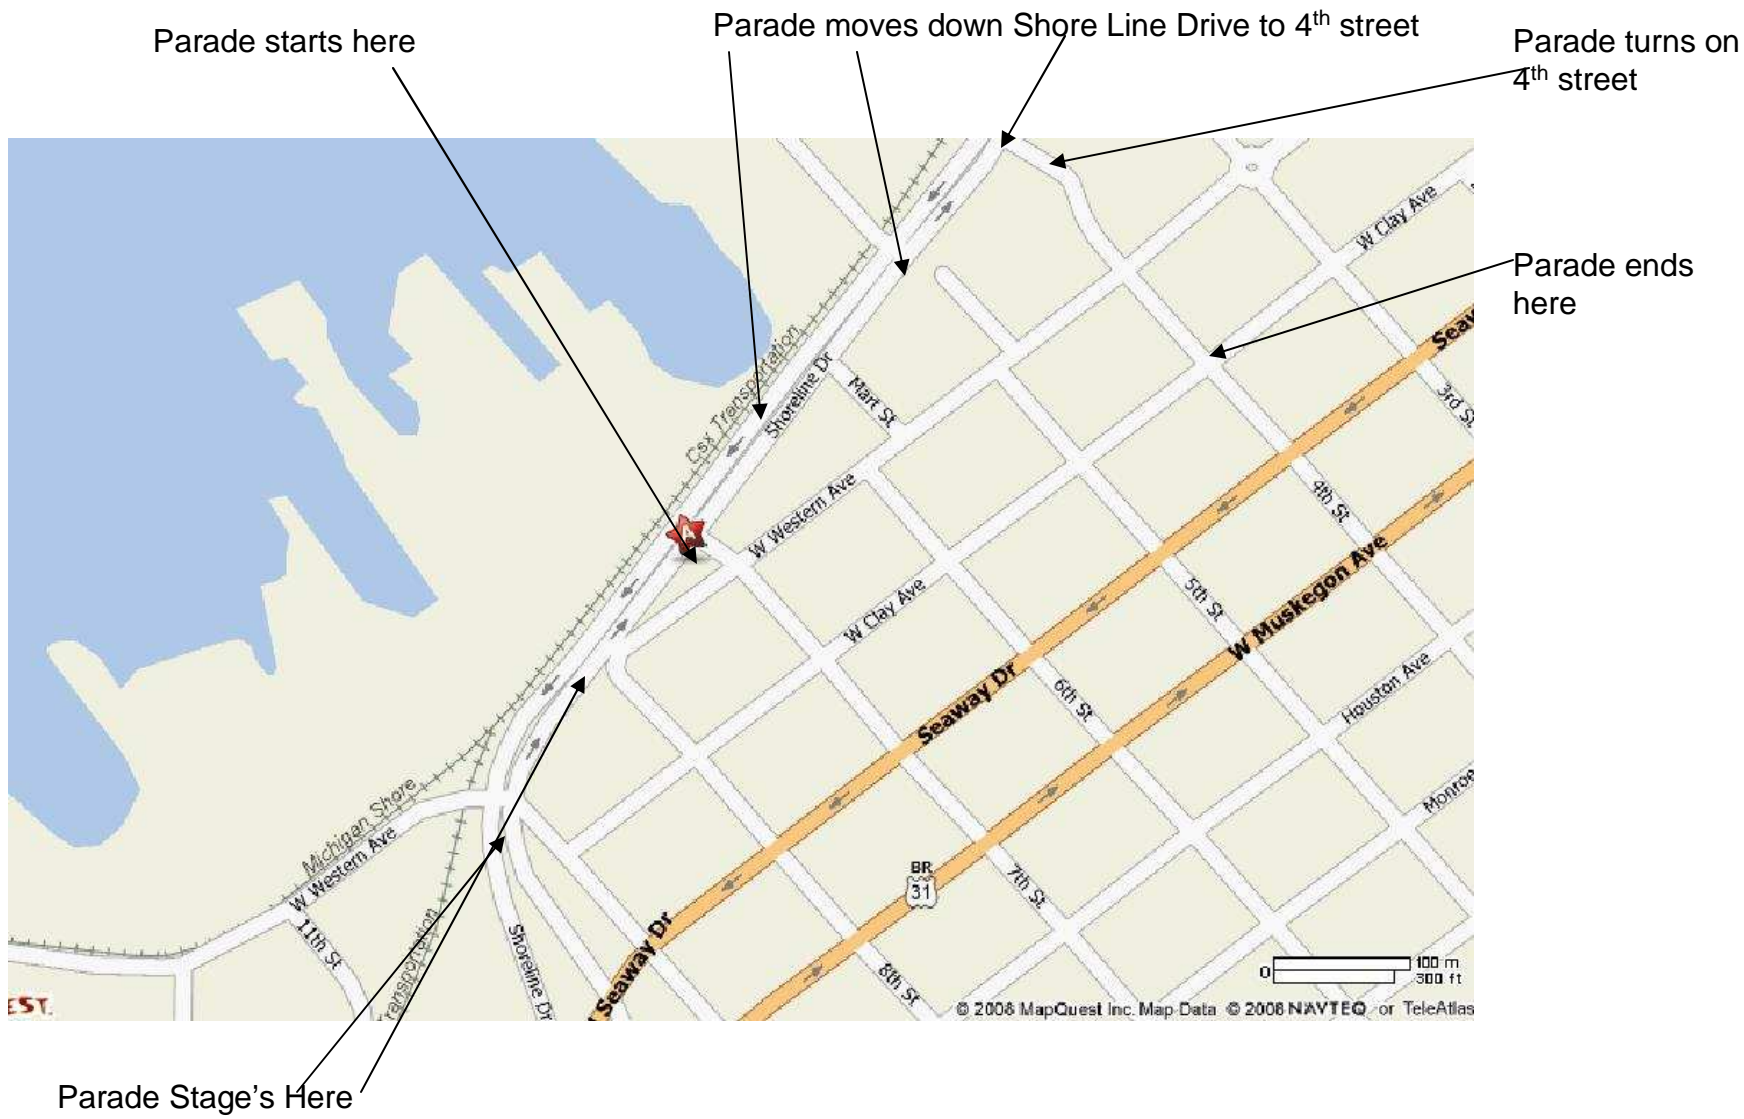 Parade starts here
Parade moves down Shore Line Drive to 4th street
Parade turns on
4th street
Parade ends
here
W Clay Ave
Seaw
3rd St
Csx Transportation
Shoreline Dr
Mart St
W Western Ave
4th St
W Clay Ave
5th St
W Muskegon Ave
6th St
Seaway Dr
Houston Ave
Monroe
Michigan Shore
W Western Ave
BR
31
7th St
11th St
Transportation
Shoreline Dr
Seaway Dr
8th St
0
100 m
300 ft
EST.
© 2008 MapQuest Inc. Map Data © 2008 NAVTEQ or TeleAtlas
Parade Stage's Here